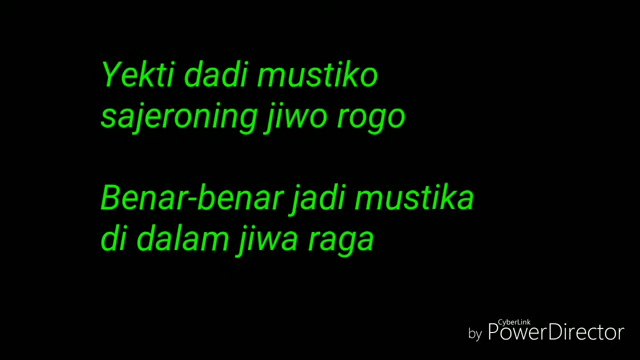 Yekti dadi mustiko
sajeroning jiwo rogo
Benar-benar jadi mustika
di dalam jiwa raga
by CyberLink PowerDirector